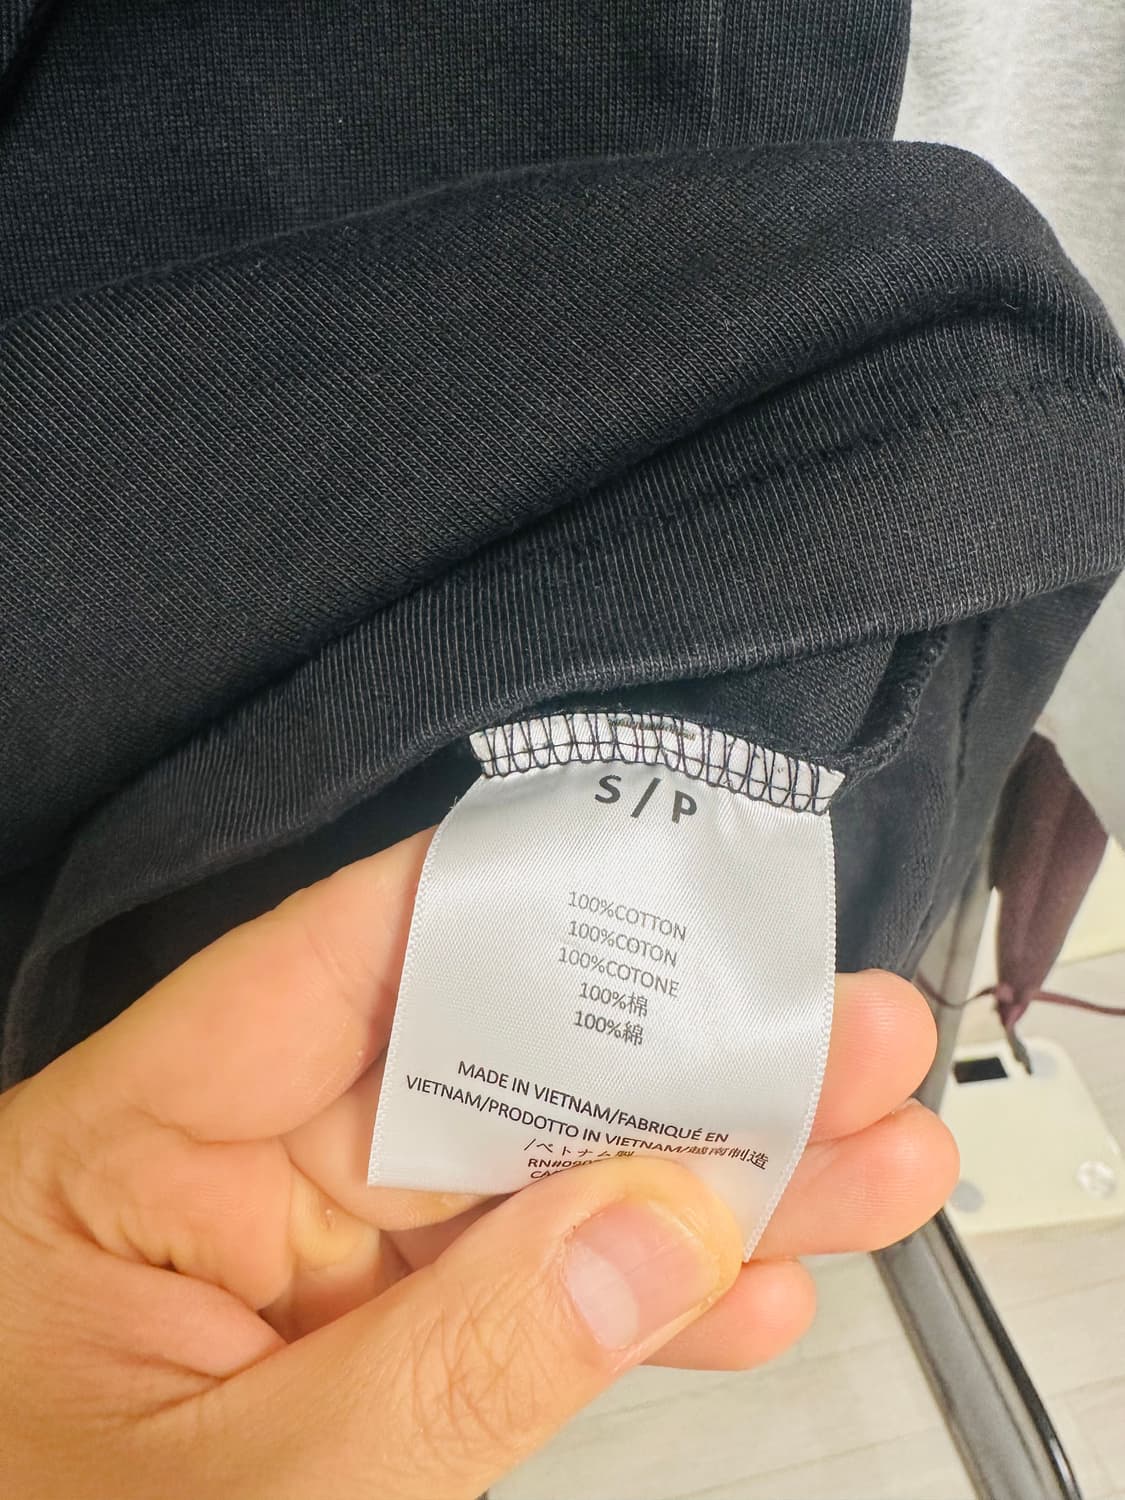 S/P
100%COTTON
100%COTON
100%COTONE
100%棉
100%綿
MADE IN VIETNAM/FABRIQUÉ EN
VIETNAM/PRODOTTO IN VIETNAM/越南制造
/ベトナム製